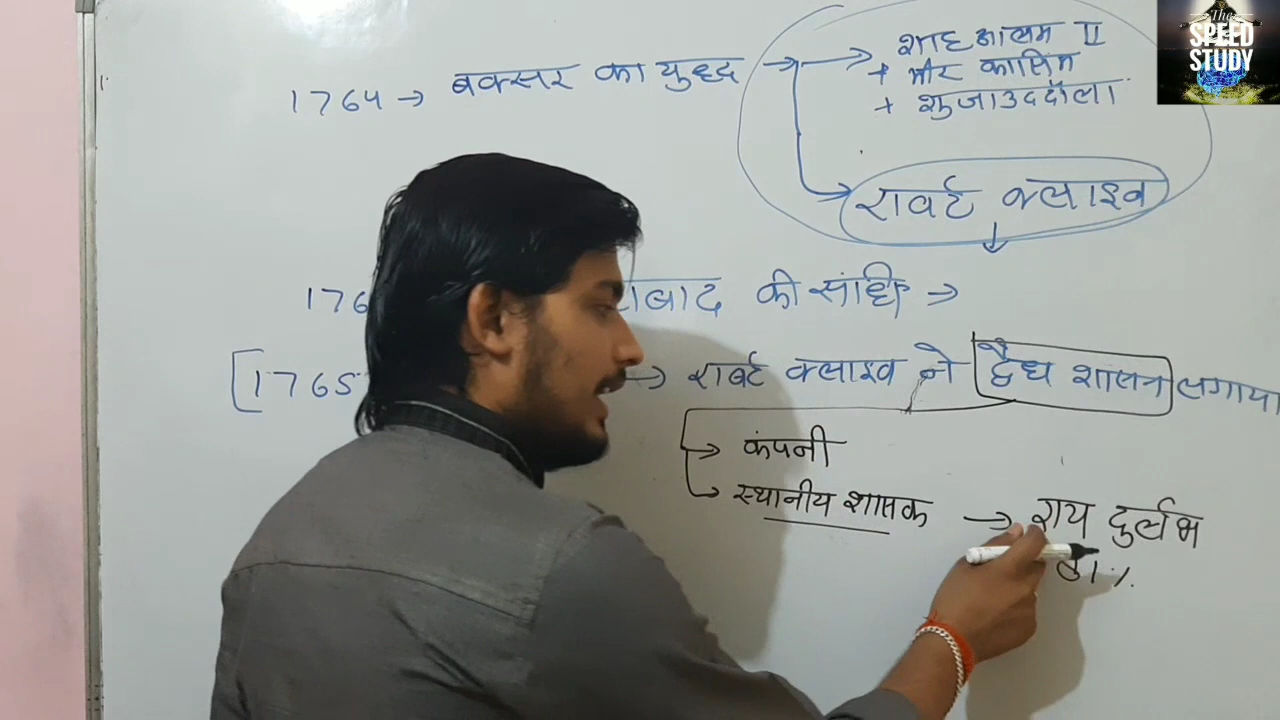 The
SPEED
STUDY
1764 → बक्सर का युध्द → शाह आलम II
+ मीर कासिम
+ शुजाउददौला
राबर्ट क्लाइव
176 ाबाद की संधि →
[1765 → राबर्ट क्लाइव ने द्वैध शासन लगाया
→ कंपनी
→ स्थानीय शासक → राय दुर्लभ